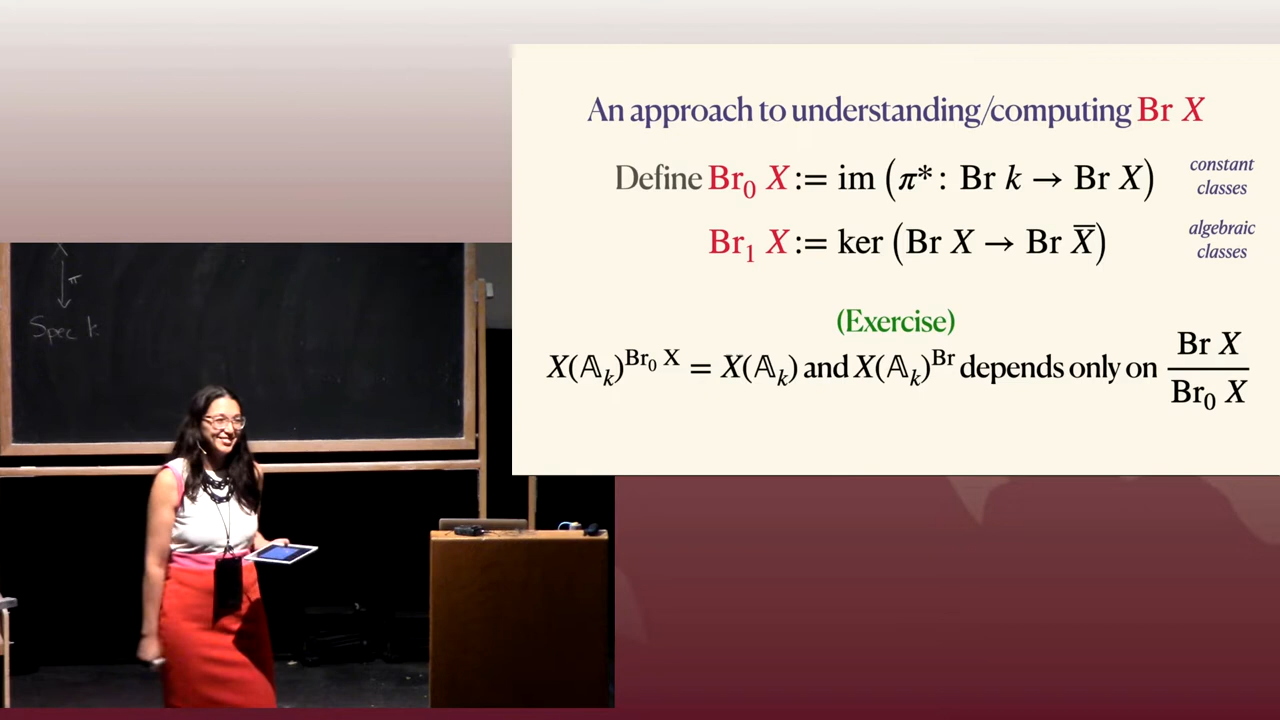 An approach to understanding/computing Br X
Define Br₀ X := im (π* : Br k → Br X)
constant
classes
Br₁ X := ker (Br X → Br X̅)
algebraic
classes
(Exercise)
X(𝔸ₖ)^{Br₀ X} = X(𝔸ₖ) and X(𝔸ₖ)^{Br} depends only on Br X / Br₀ X
X
π
Spec k